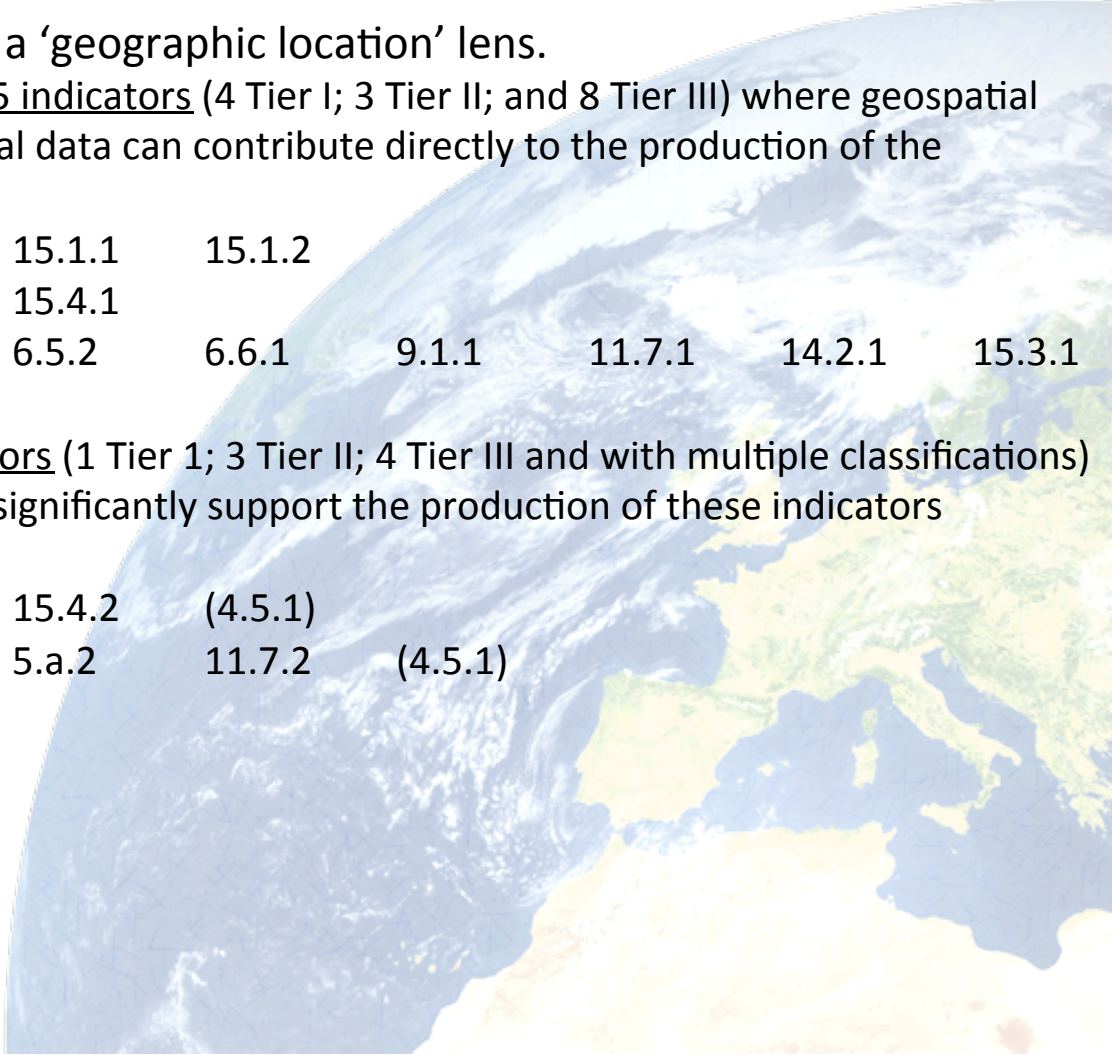 a ‘geographic location’ lens.
5 indicators (4 Tier I; 3 Tier II; and 8 Tier III) where geospatial
al data can contribute directly to the production of the
15.1.1 15.1.2
15.4.1
6.5.2 6.6.1 9.1.1 11.7.1 14.2.1 15.3.1
ors (1 Tier 1; 3 Tier II; 4 Tier III and with multiple classifications)
significantly support the production of these indicators
15.4.2 (4.5.1)
5.a.2 11.7.2 (4.5.1)